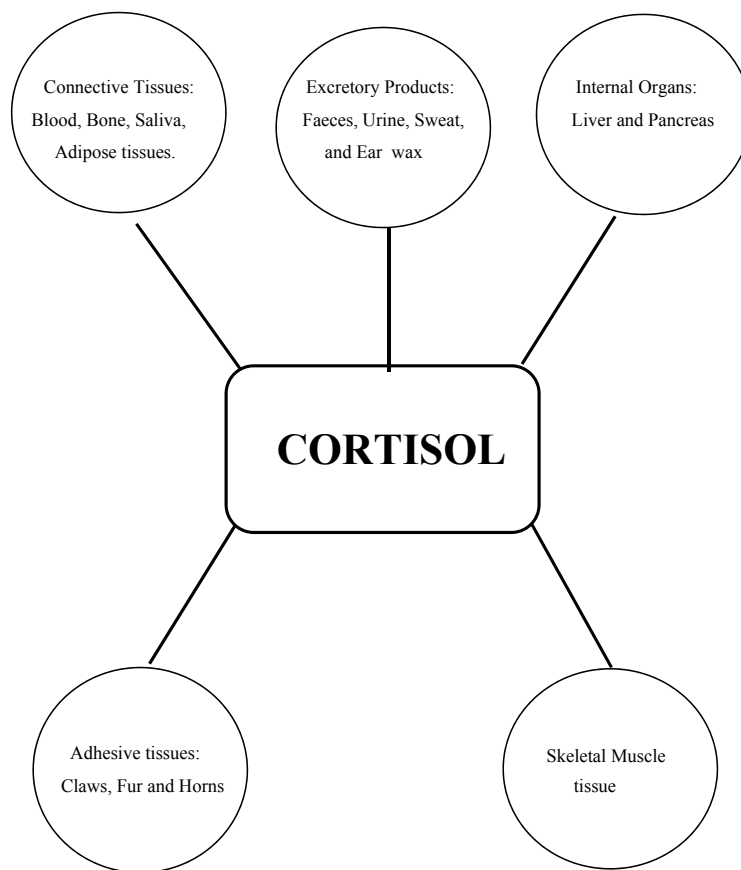 Connective Tissues:
Blood, Bone, Saliva,
Adipose tissues.
Excretory Products:
Faeces, Urine, Sweat,
and Ear wax
Internal Organs:
Liver and Pancreas
CORTISOL
Adhesive tissues:
Claws, Fur and Horns
Skeletal Muscle
tissue